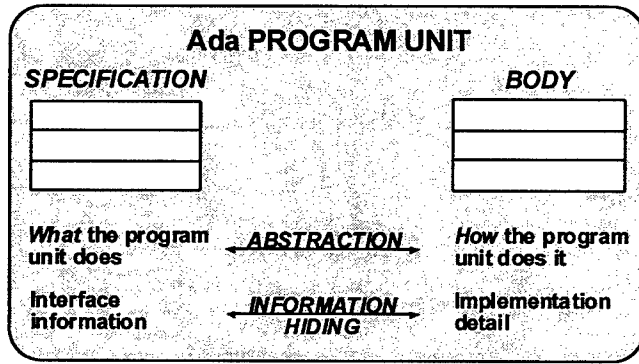 Ada PROGRAM UNIT
SPECIFICATION
BODY
What the program
unit does
ABSTRACTION
How the program
unit does it
Interface
information
INFORMATION
HIDING
Implementation
detail